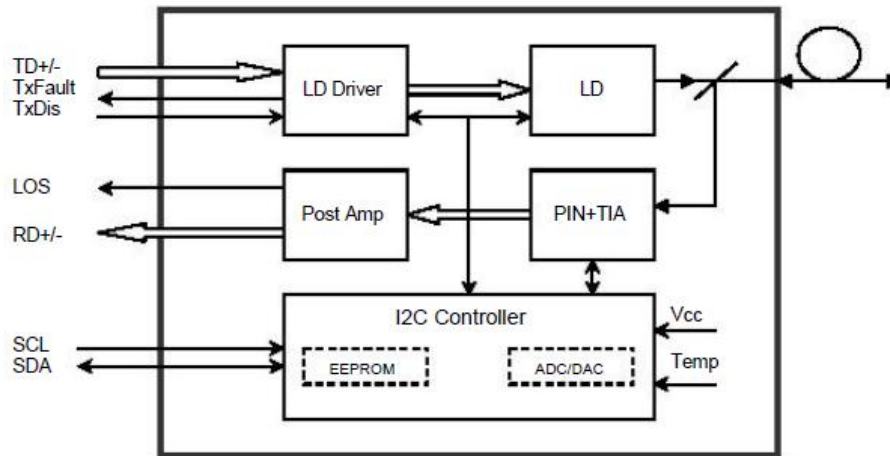 TD+/-
TxFault
TxDis
LD Driver
LD
LOS
RD+/-
Post Amp
PIN+TIA
I2C Controller
Vcc
SCL
SDA
EEPROM
ADC/DAC
Temp